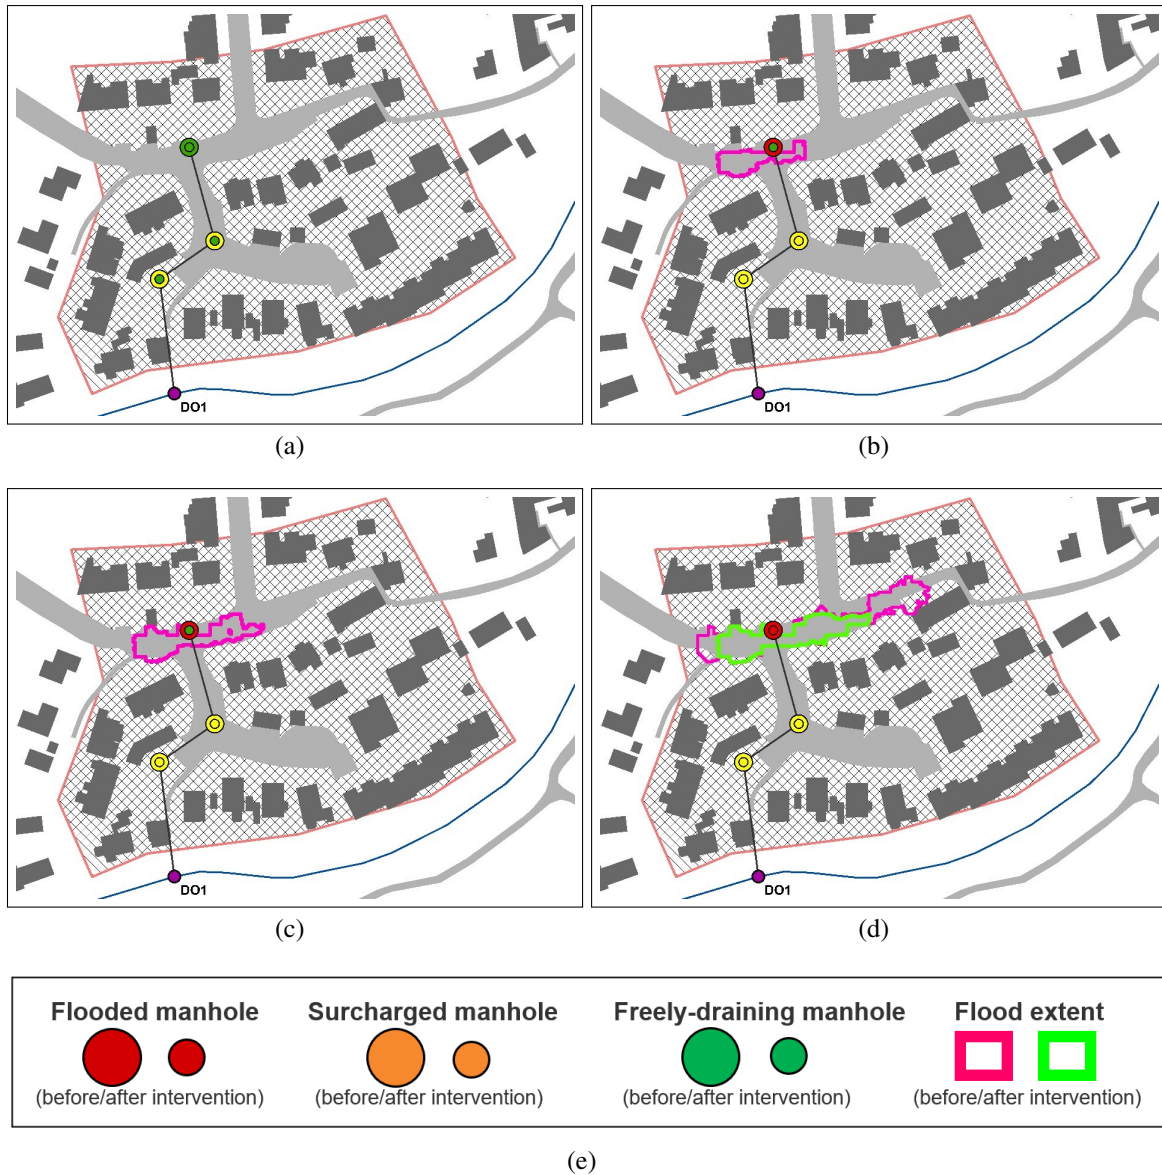 DO1
DO1
(a)
(b)
DO1
DO1
(c)
(d)
Flooded manhole
Surcharged manhole
Freely-draining manhole
Flood extent
(before/after intervention)
(before/after intervention)
(before/after intervention)
(before/after intervention)
(e)